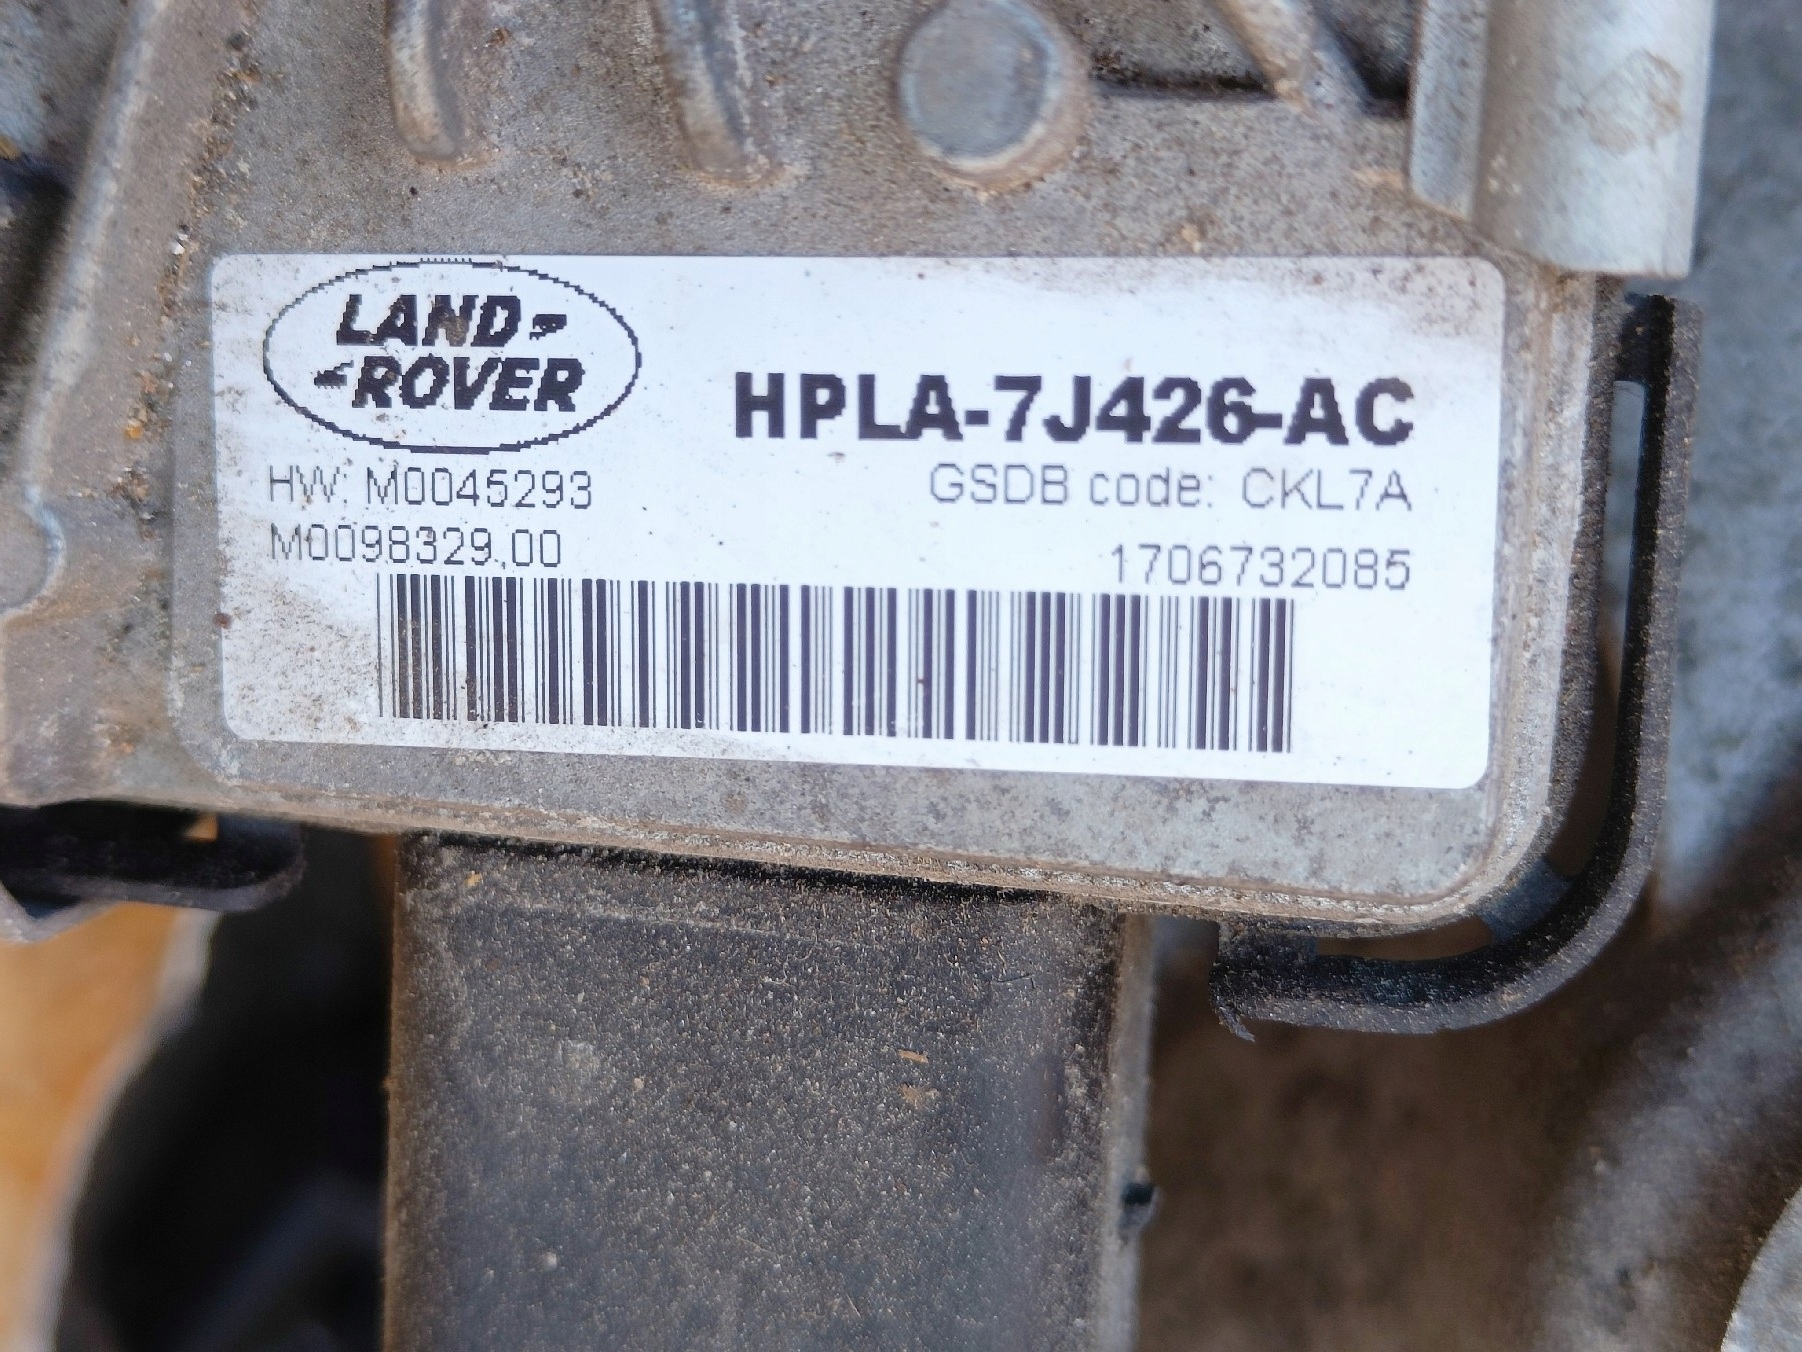 LAND
ROVER
HPLA-7J426-AC
HW: M0045293
GSDB code: CKL7A
M0098329.00
1706732085